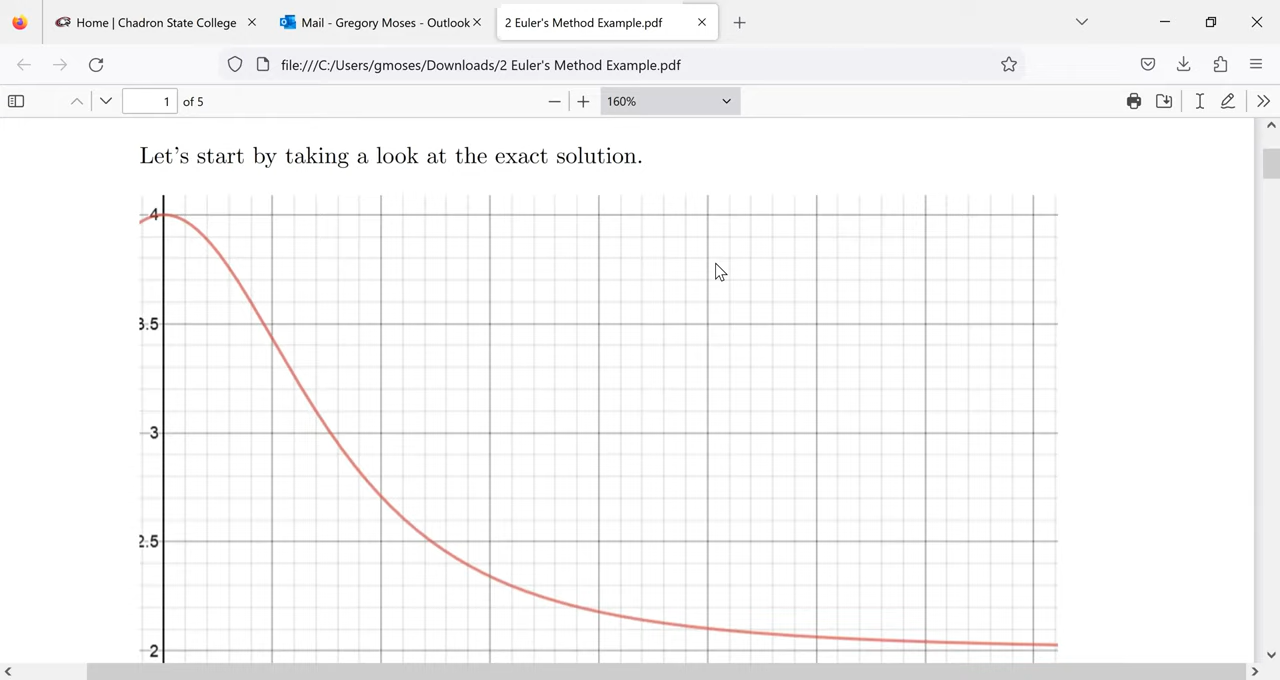 Home | Chadron State College
Mail - Gregory Moses - Outlook
2 Euler's Method Example.pdf
file:///C:/Users/gmoses/Downloads/2 Euler's Method Example.pdf
1 of 5
160%
Let's start by taking a look at the exact solution.
4
3.5
3
2.5
2